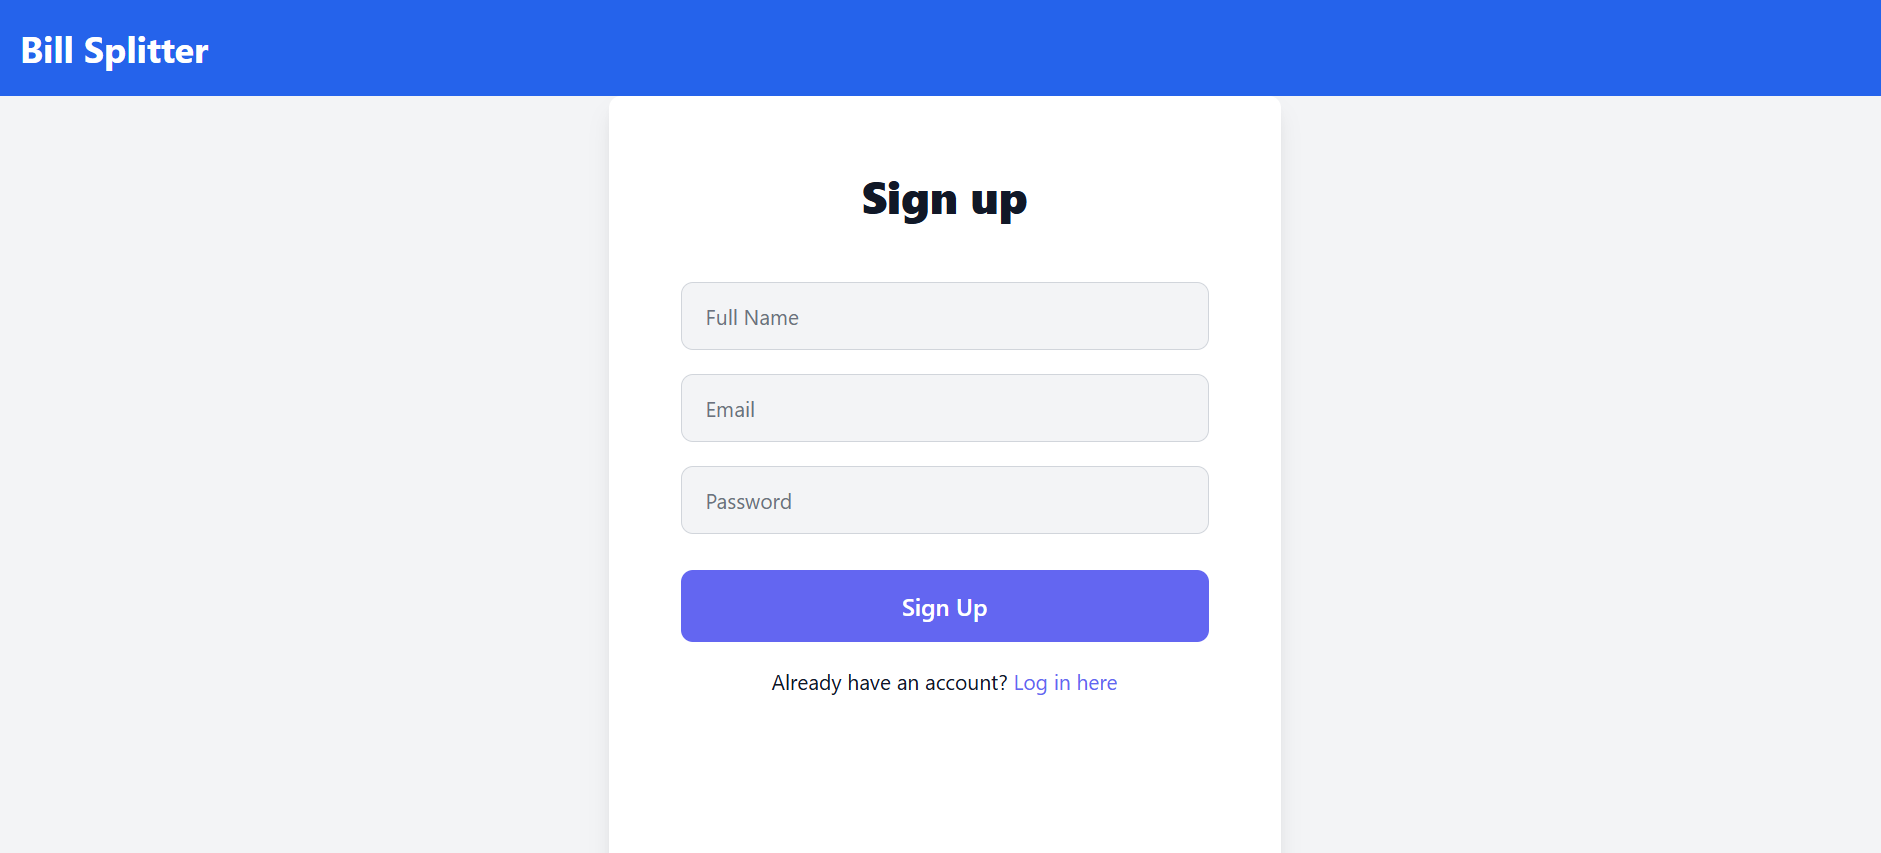 Bill Splitter
Sign up
Full Name
Email
Password
Sign Up
Already have an account? Log in here